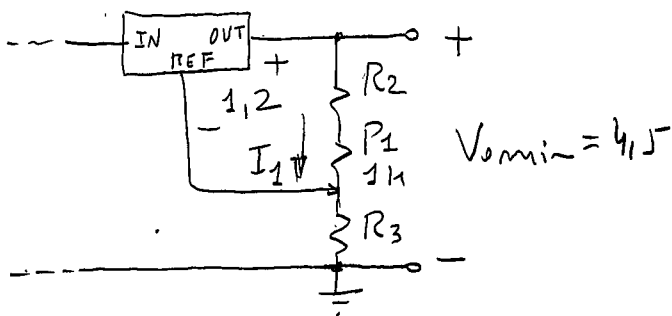 IN OUT
REF
+ +
- 1,2
R2
I1
P1
1k
Vomin = 4,5
R3
-